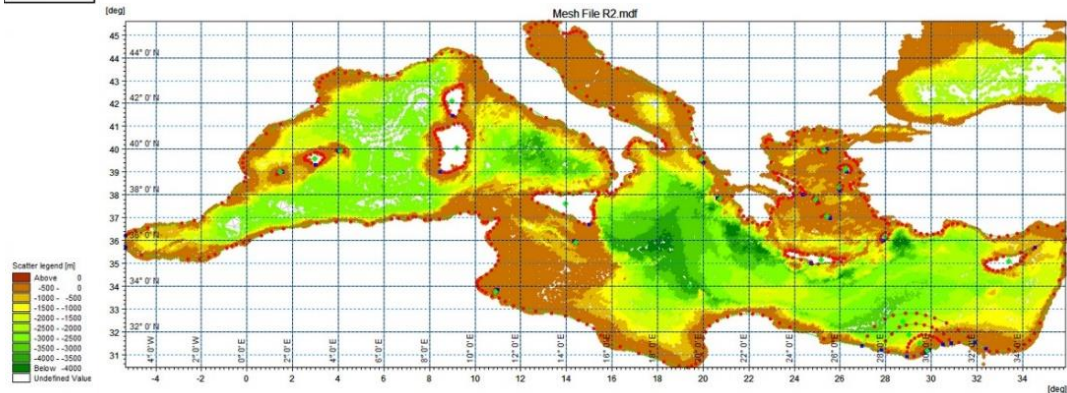 Mesh File R2.mdf
[deg]
45
44
43
42
41
40
39
38
37
36
35
34
33
32
31
44° 0' N
42° 0' N
40° 0' N
38° 0' N
34° 0' N
32° 0' N
4° 0' W
2° 0' W
0° 0' E
2° 0' E
4° 0' E
6° 0' E
8° 0' E
10° 0' E
12° 0' E
14° 0' E
16° 0' E
18° 0' E
20° 0' E
22° 0' E
24° 0' E
26° 0' E
28° 0' E
30° 0' E
32° 0' E
34° 0' E
-4 -2 0 2 4 6 8 10 12 14 16 18 20 22 24 26 28 30 32 34
[deg]
Scatter legend [m]
Above 0
-500 - 0
-1000 - -500
-1500 - -1000
-2000 - -1500
-2500 - -2000
-3000 - -2500
-3500 - -3000
-4000 - -3500
Below -4000
Undefined Value